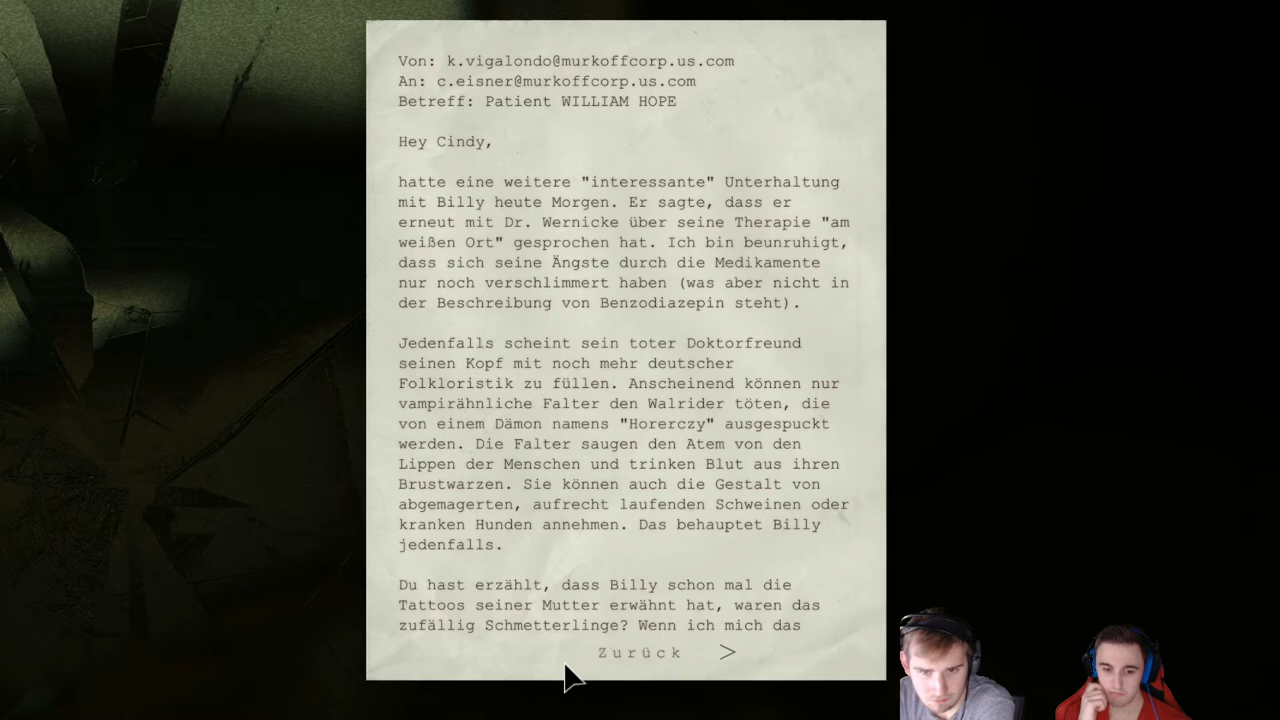 Von: k.vigalondo@murkoffcorp.us.com
An: c.eisner@murkoffcorp.us.com
Betreff: Patient WILLIAM HOPE
Hey Cindy,
hatte eine weitere "interessante" Unterhaltung
mit Billy heute Morgen. Er sagte, dass er
erneut mit Dr. Wernicke über seine Therapie "am
weißen Ort" gesprochen hat. Ich bin beunruhigt,
dass sich seine Ängste durch die Medikamente
nur noch verschlimmert haben (was aber nicht in
der Beschreibung von Benzodiazepin steht).
Jedenfalls scheint sein toter Doktorfreund
seinen Kopf mit noch mehr deutscher
Folkloristik zu füllen. Anscheinend können nur
vampirähnliche Falter den Walrider töten, die
von einem Dämon namens "Horerczy" ausgespuckt
werden. Die Falter saugen den Atem von den
Lippen der Menschen und trinken Blut aus ihren
Brustwarzen. Sie können auch die Gestalt von
abgemagerten, aufrecht laufenden Schweinen oder
kranken Hunden annehmen. Das behauptet Billy
jedenfalls.
Du hast erzählt, dass Billy schon mal die
Tattoos seiner Mutter erwähnt hat, waren das
zufällig Schmetterlinge? Wenn ich mich das
Zurück >